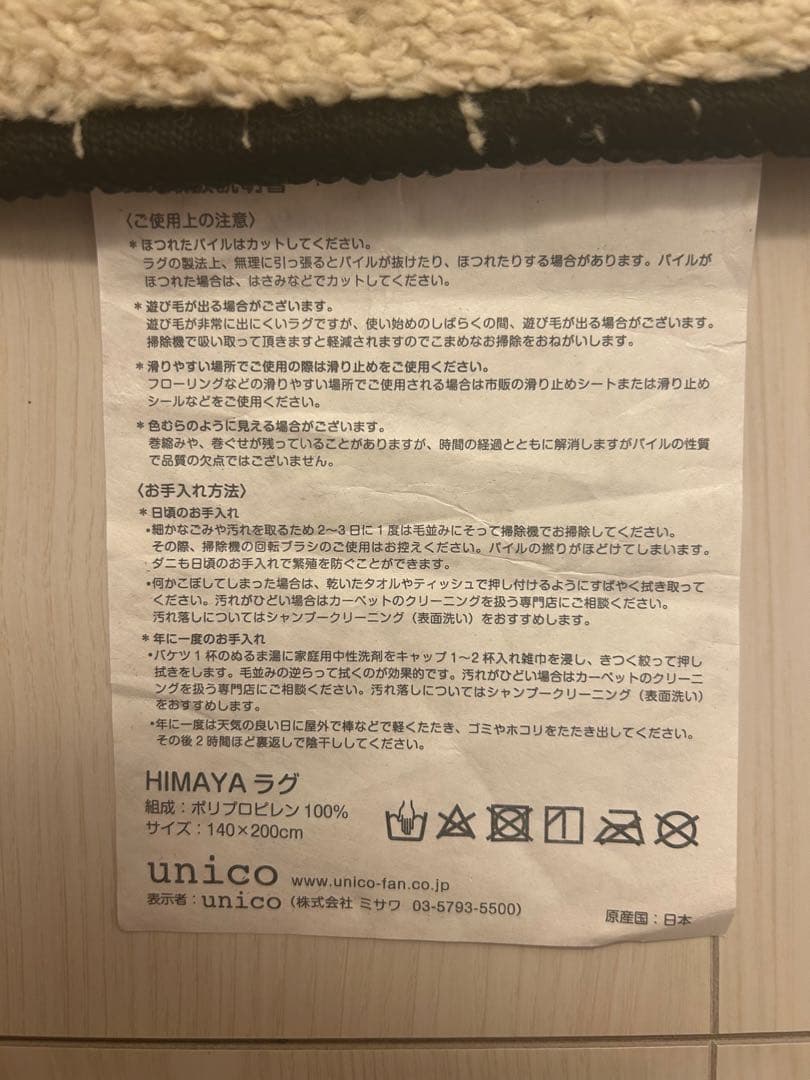 〈ご使用上の注意〉
＊ほつれたパイルはカットしてください。
ラグの製法上、無理に引っ張るとパイルが抜けたり、ほつれたりする場合があります。パイルが
ほつれた場合は、はさみなどでカットしてください。
＊遊び毛が出る場合がございます。
遊び毛が非常に出にくいラグですが、使い始めのしばらくの間、遊び毛が出る場合がございます。
掃除機で吸い取って頂きますと軽減されますのでこまめなお掃除をおねがいします。
＊滑りやすい場所でご使用の際は滑り止めをご使用ください。
フローリングなどの滑りやすい場所でご使用される場合は市販の滑り止めシートまたは滑り止め
シールなどをご使用ください。
＊色むらのように見える場合がございます。
巻縮みや、巻ぐせが残っていることがありますが、時間の経過とともに解消しますがパイルの性質
で品質の欠点ではございません。
〈お手入れ方法〉
＊日頃のお手入れ
・細かなごみや汚れを取るため2〜3日に1度は毛並みにそって掃除機でお掃除してください。
その際、掃除機の回転ブラシのご使用はお控えください。パイルの撚りがほどけてしまいます。
ダニも日頃のお手入れで繁殖を防ぐことができます。
・何かこぼしてしまった場合は、乾いたタオルやティッシュで押し付けるようにすばやく拭き取って
ください。汚れがひどい場合はカーペットのクリーニングを扱う専門店にご相談ください。
汚れ落しについてはシャンプークリーニング（表面洗い）をおすすめします。
＊年に一度のお手入れ
・バケツ1杯のぬるま湯に家庭用中性洗剤をキャップ1〜2杯入れ雑巾を浸し、きつく絞って押し
拭きをします。毛並みの逆らって拭くのが効果的です。汚れがひどい場合はカーペットのクリーニ
ングを扱う専門店にご相談ください。汚れ落しについてはシャンプークリーニング（表面洗い）
をおすすめします。
・年に一度は天気の良い日に屋外で棒などで軽くたたき、ゴミやホコリをたたき出してください。
その後2時間ほど裏返しで陰干ししてください。
HIMAYA ラグ
組成：ポリプロピレン100%
サイズ：140×200cm
unico www.unico-fan.co.jp
表示者：unico（株式会社 ミサワ 03-5793-5500）
原産国：日本